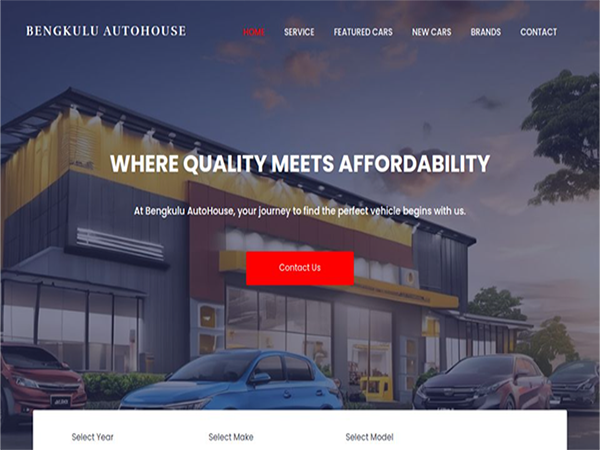 BENGKULU AUTOHOUSE
HOME SERVICE FEATURED CARS NEW CARS BRANDS CONTACT
WHERE QUALITY MEETS AFFORDABILITY
At Bengkulu AutoHouse, your journey to find the perfect vehicle begins with us.
Contact Us
Select Year Select Make Select Model